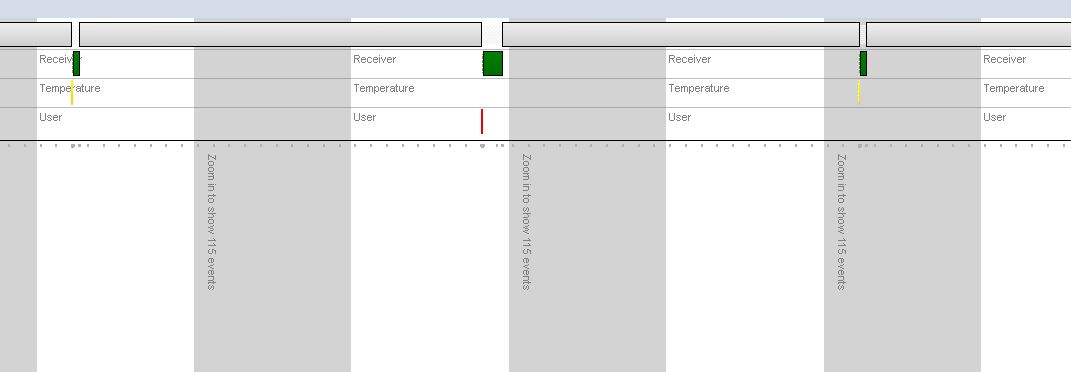 Receiver
Receiver
Receiver
Receiver
Temperature
Temperature
Temperature
Temperature
User
User
User
User
Zoom in to show 115 events
Zoom in to show 115 events
Zoom in to show 115 events